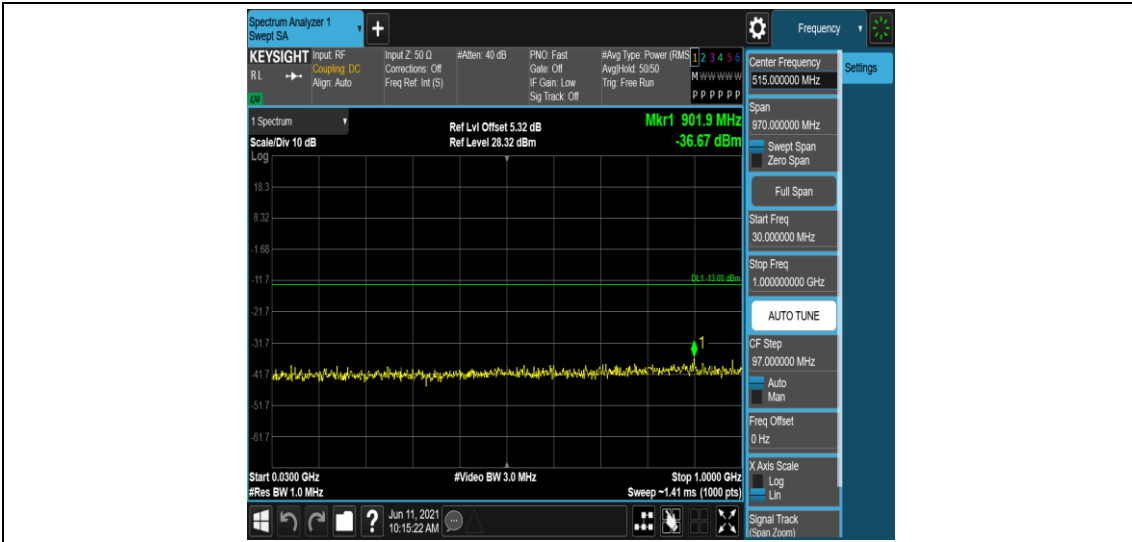 Spectrum Analyzer 1
Swept SA
+
Frequency
KEYSIGHT
RL
Input: RF
Coupling: DC
Align: Auto
Input Z: 50 Ω
Corrections: Off
Freq Ref: Int (S)
#Atten: 40 dB
PNO: Fast
Gate: Off
IF Gain: Low
Sig Track: Off
#Avg Type: Power (RMS
Avg|Hold: 50/50
Trig: Free Run
1 2 3 4 5 6
M W W W W W
P P P P P P
1 Spectrum
Scale/Div 10 dB
Log
Ref Lvl Offset 5.32 dB
Ref Level 28.32 dBm
Mkr1 901.9 MHz
-36.67 dBm
18.3
8.32
-1.68
-11.7
DL1 -13.00 dBm
-21.7
-31.7
1
-41.7
-51.7
-61.7
Start 0.0300 GHz
#Res BW 1.0 MHz
#Video BW 3.0 MHz
Stop 1.0000 GHz
Sweep ~1.41 ms (1000 pts)
?
Jun 11, 2021
10:15:22 AM
Center Frequency
515.000000 MHz
Settings
Span
970.000000 MHz
Swept Span
Zero Span
Full Span
Start Freq
30.000000 MHz
Stop Freq
1.000000000 GHz
AUTO TUNE
CF Step
97.000000 MHz
Auto
Man
Freq Offset
0 Hz
X Axis Scale
Log
Lin
Signal Track
(Span Zoom)